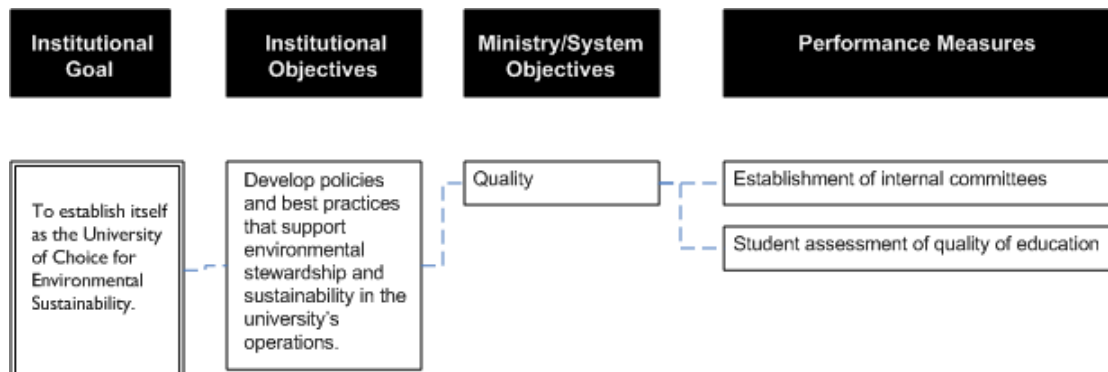 Institutional
Goal
Institutional
Objectives
Ministry/System
Objectives
Performance Measures
To establish itself
as the University
of Choice for
Environmental
Sustainability.
Develop policies
and best practices
that support
environmental
stewardship and
sustainability in the
university's
operations.
Quality
Establishment of internal committees
Student assessment of quality of education